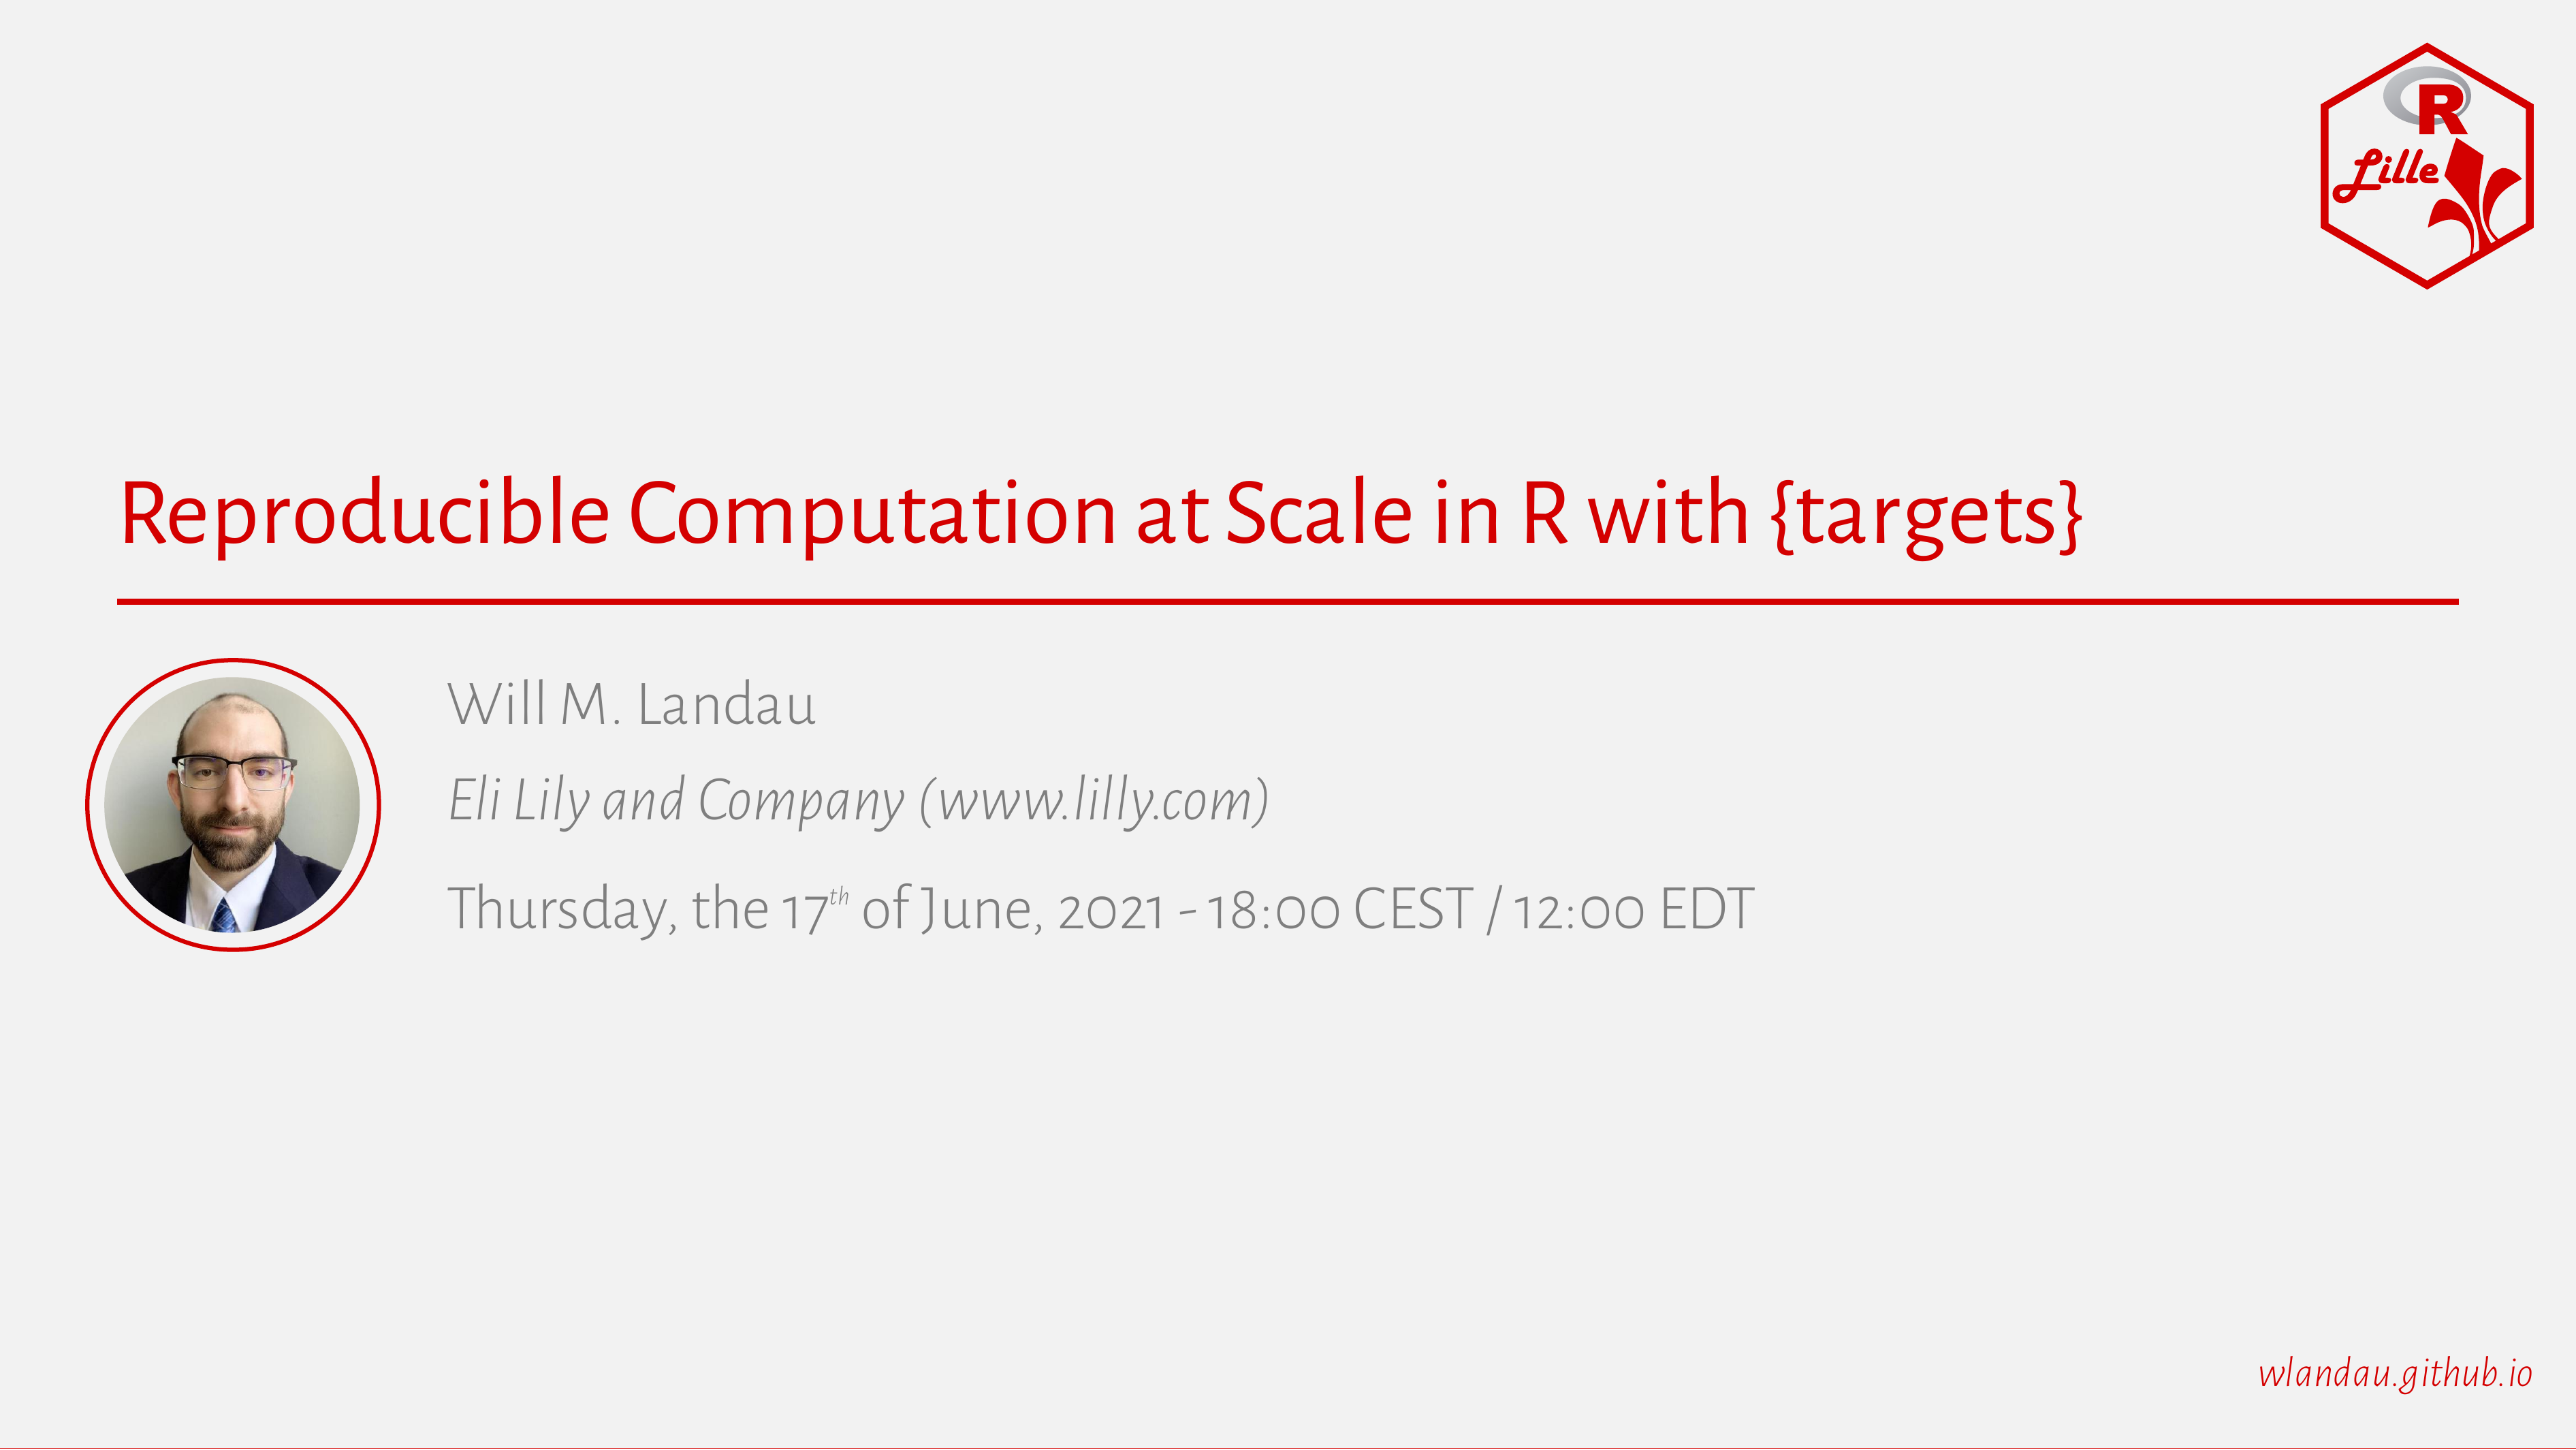 R
Lille
Reproducible Computation at Scale in R with {targets}
Will M. Landau
Eli Lily and Company (www.lilly.com)
Thursday, the 17th of June, 2021 - 18:00 CEST / 12:00 EDT
wlandau.github.io